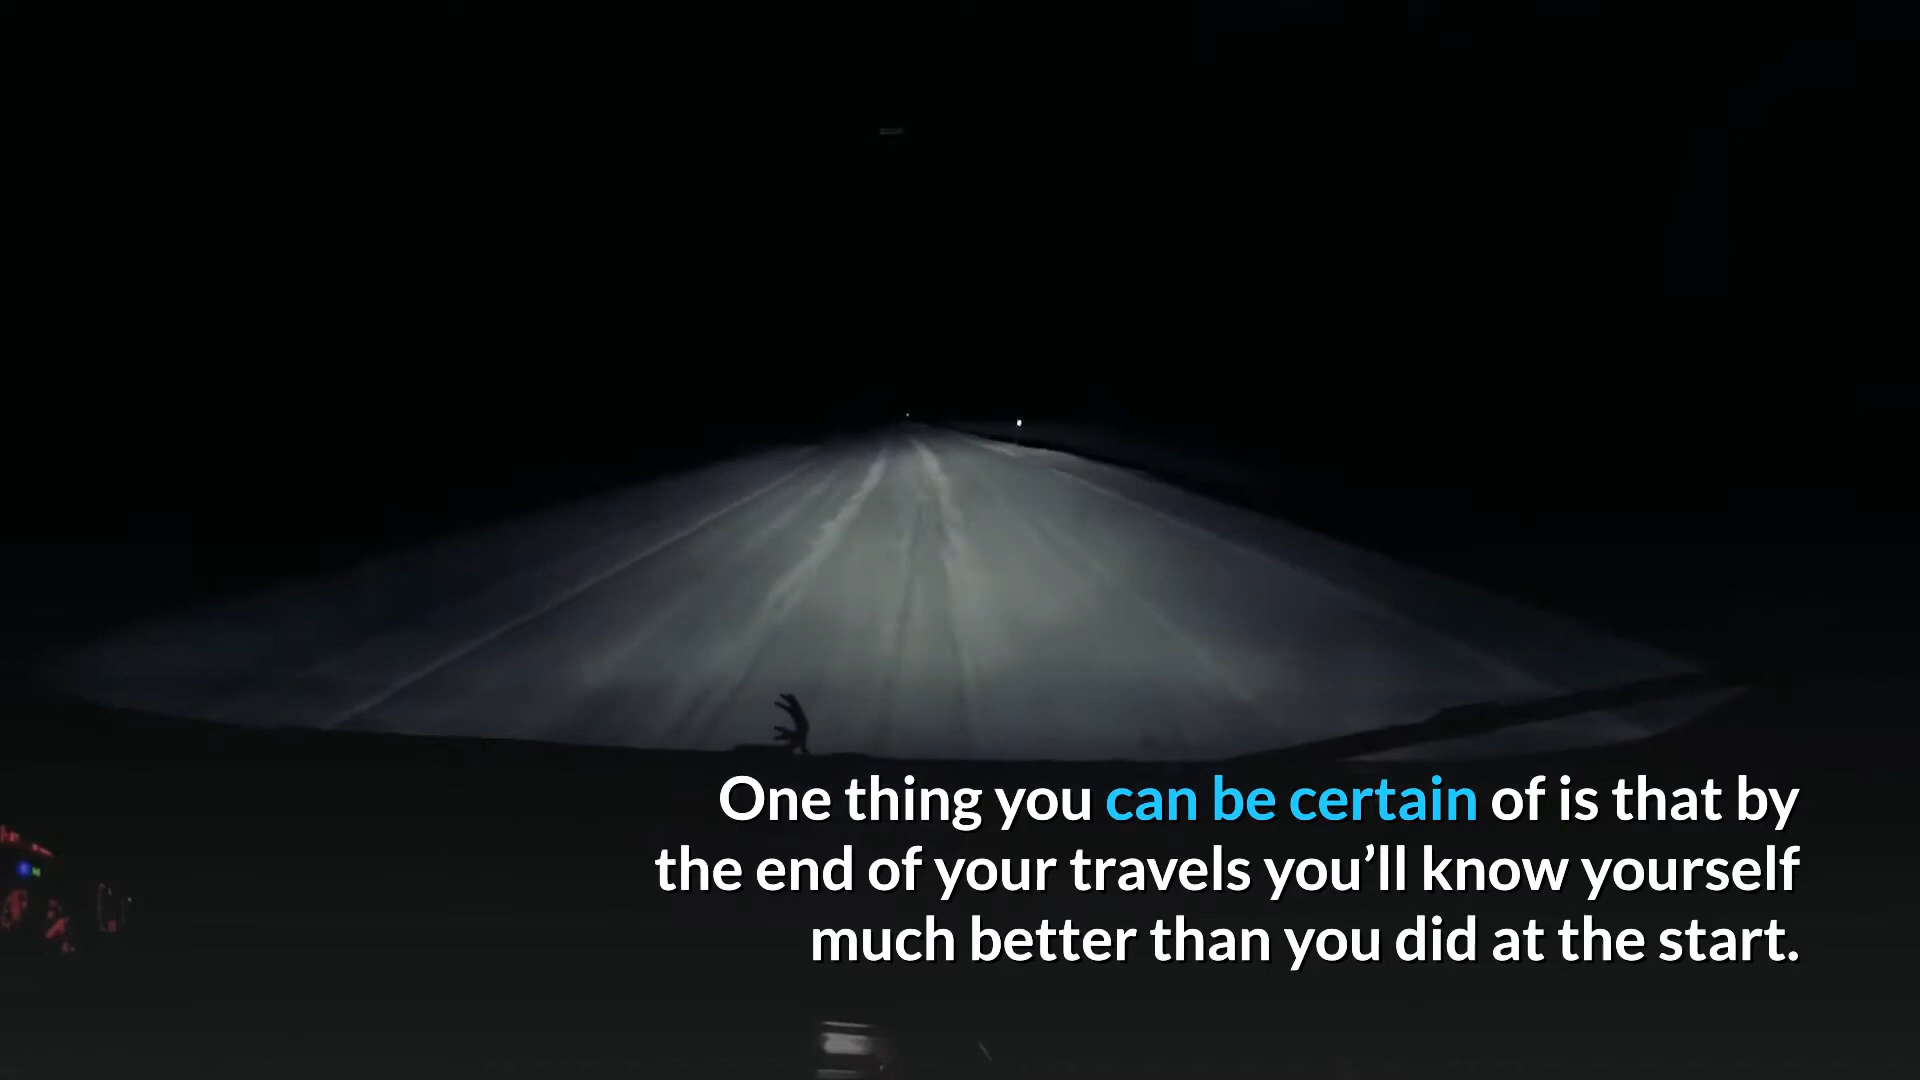 One thing you can be certain of is that by
the end of your travels you’ll know yourself
much better than you did at the start.